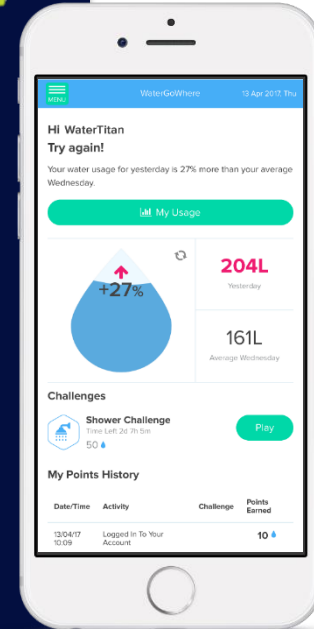 MENU
WaterGoWhere
13 Apr 2017, Thu
Hi WaterTitan
Try again!
Your water usage for yesterday is 27% more than your average
Wednesday.
My Usage
+27%
204L
Yesterday
161L
Average Wednesday
Challenges
Shower Challenge
Time Left 2d 7h 5m
50
Play
My Points History
Date/Time Activity Challenge Points
Earned
13/04/17
10:09
Logged In To Your
Account
10